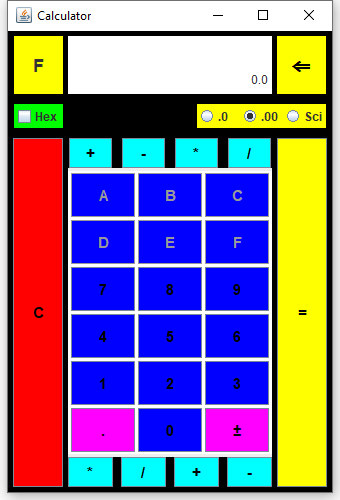 Calculator
F 0.0 ⇐
Hex .0 .00 Sci
+ - * /
A B C
D E F
7 8 9
C 4 5 6 =
1 2 3
. 0 ±
* / + -